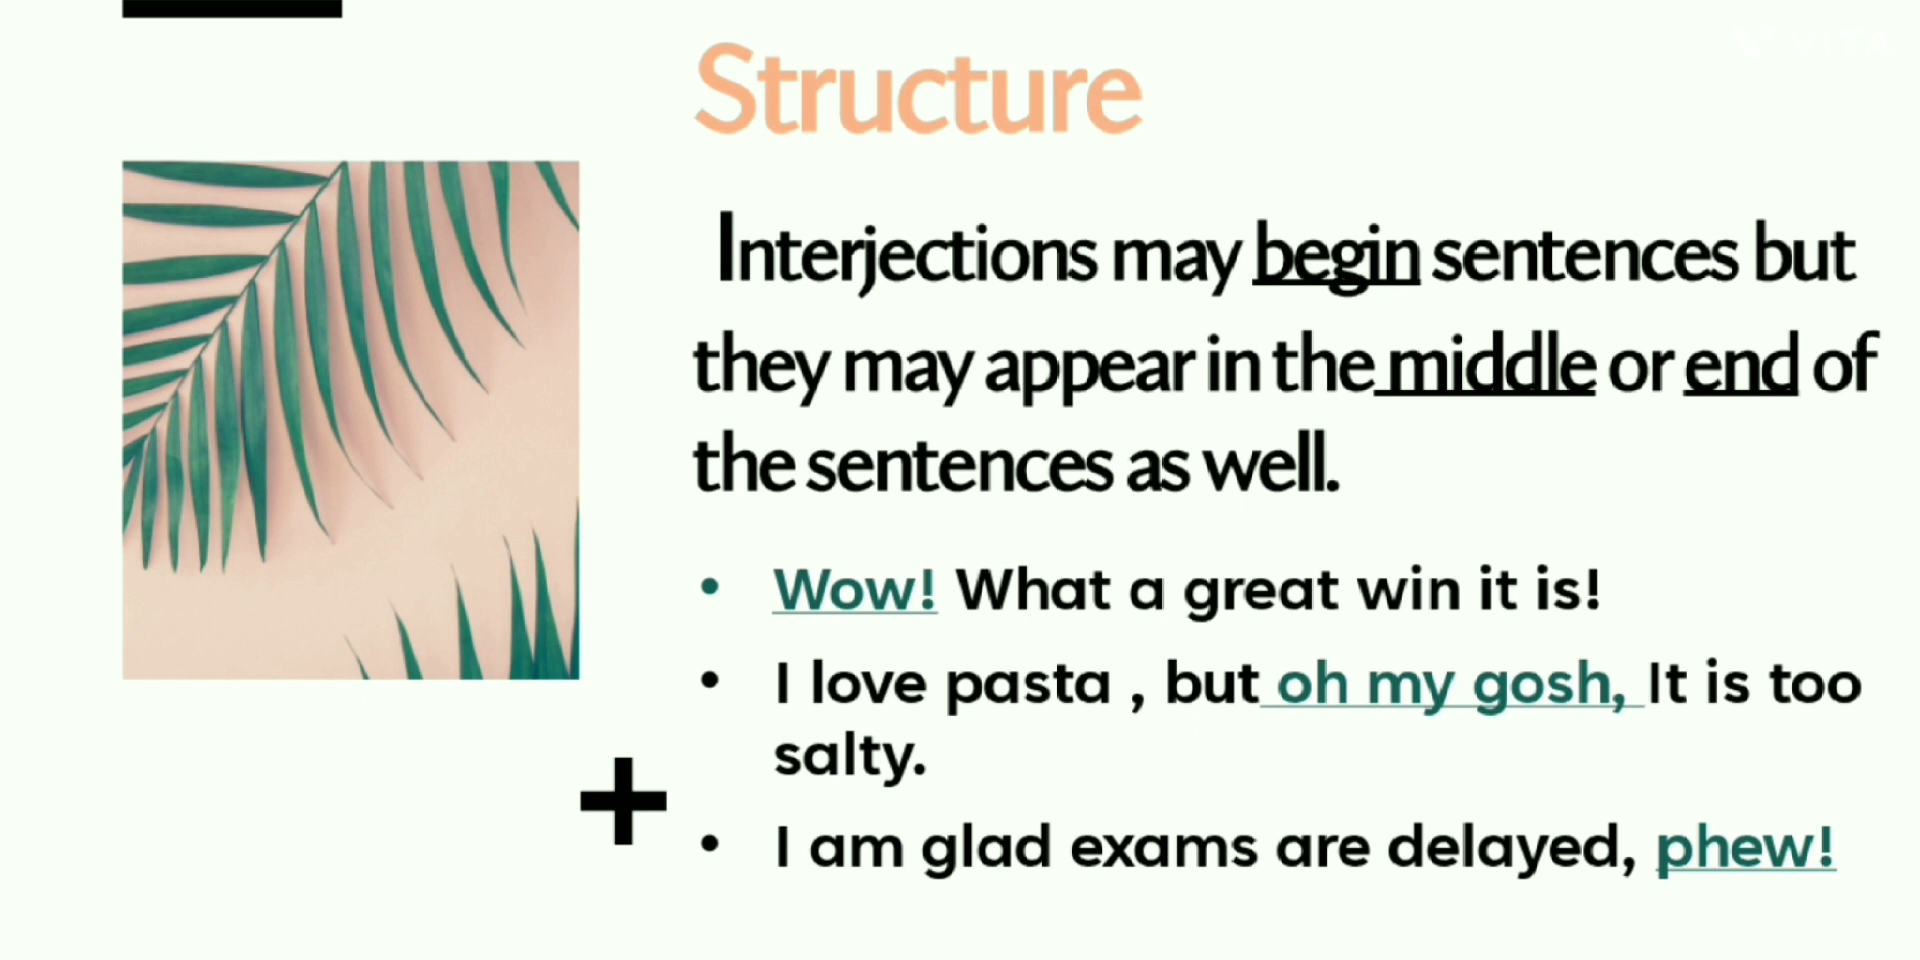 VITA
Structure
Interjections may begin sentences but
they may appear in the middle or end of
the sentences as well.
• Wow! What a great win it is!
• I love pasta , but oh my gosh, It is too
salty.
• I am glad exams are delayed, phew!